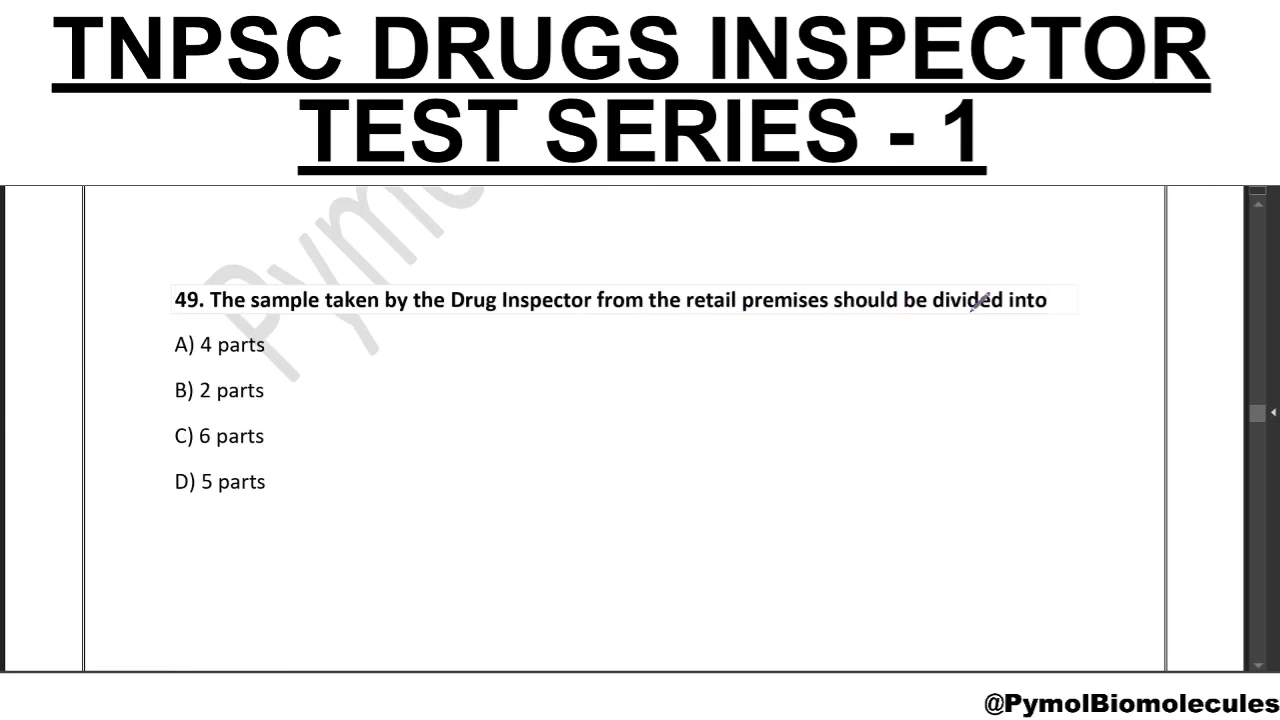 TNPSC DRUGS INSPECTOR
TEST SERIES - 1
Pymo
49. The sample taken by the Drug Inspector from the retail premises should be divided into
A) 4 parts
B) 2 parts
C) 6 parts
D) 5 parts
@PymolBiomolecules